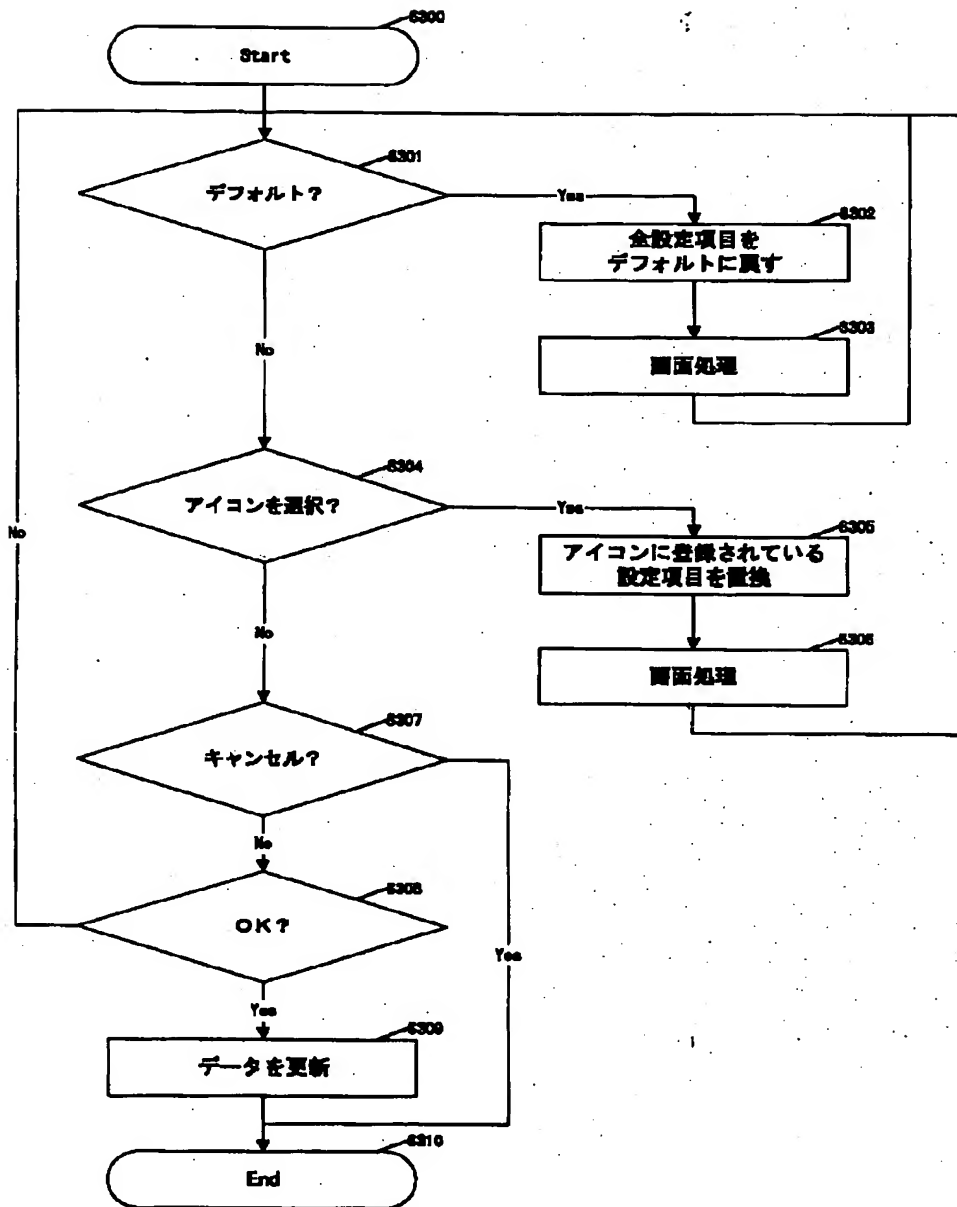 S300
Start
S301
デフォルト?
Yes
S302
全設定項目を
デフォルトに戻す
S303
画面処理
No
S304
アイコンを選択?
Yes
S305
アイコンに登録されている
設定項目を置換
S306
画面処理
No
No
S307
キャンセル?
No
S308
OK?
Yes
Yes
S309
データを更新
S310
End